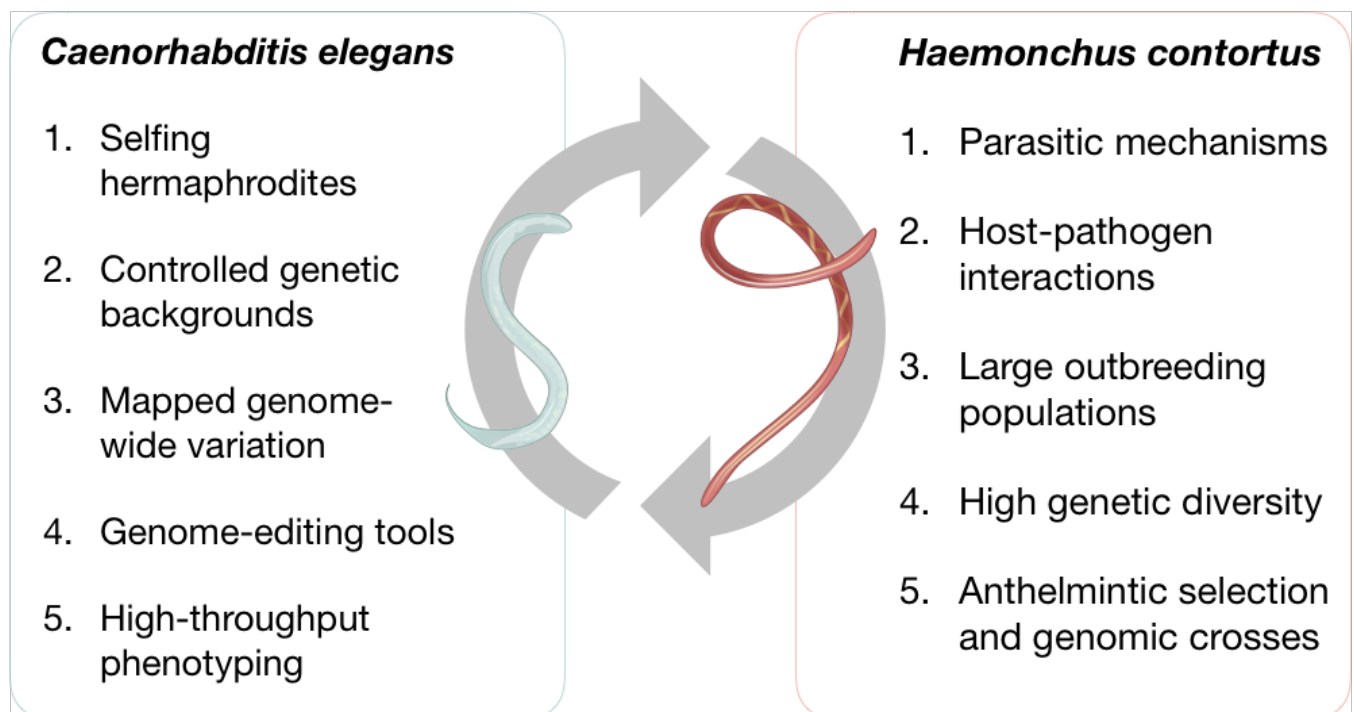 Caenorhabditis elegans
1. Selfing
hermaphrodites
2. Controlled genetic
backgrounds
3. Mapped genome-
wide variation
4. Genome-editing tools
5. High-throughput
phenotyping
Haemonchus contortus
1. Parasitic mechanisms
2. Host-pathogen
interactions
3. Large outbreeding
populations
4. High genetic diversity
5. Anthelmintic selection
and genomic crosses